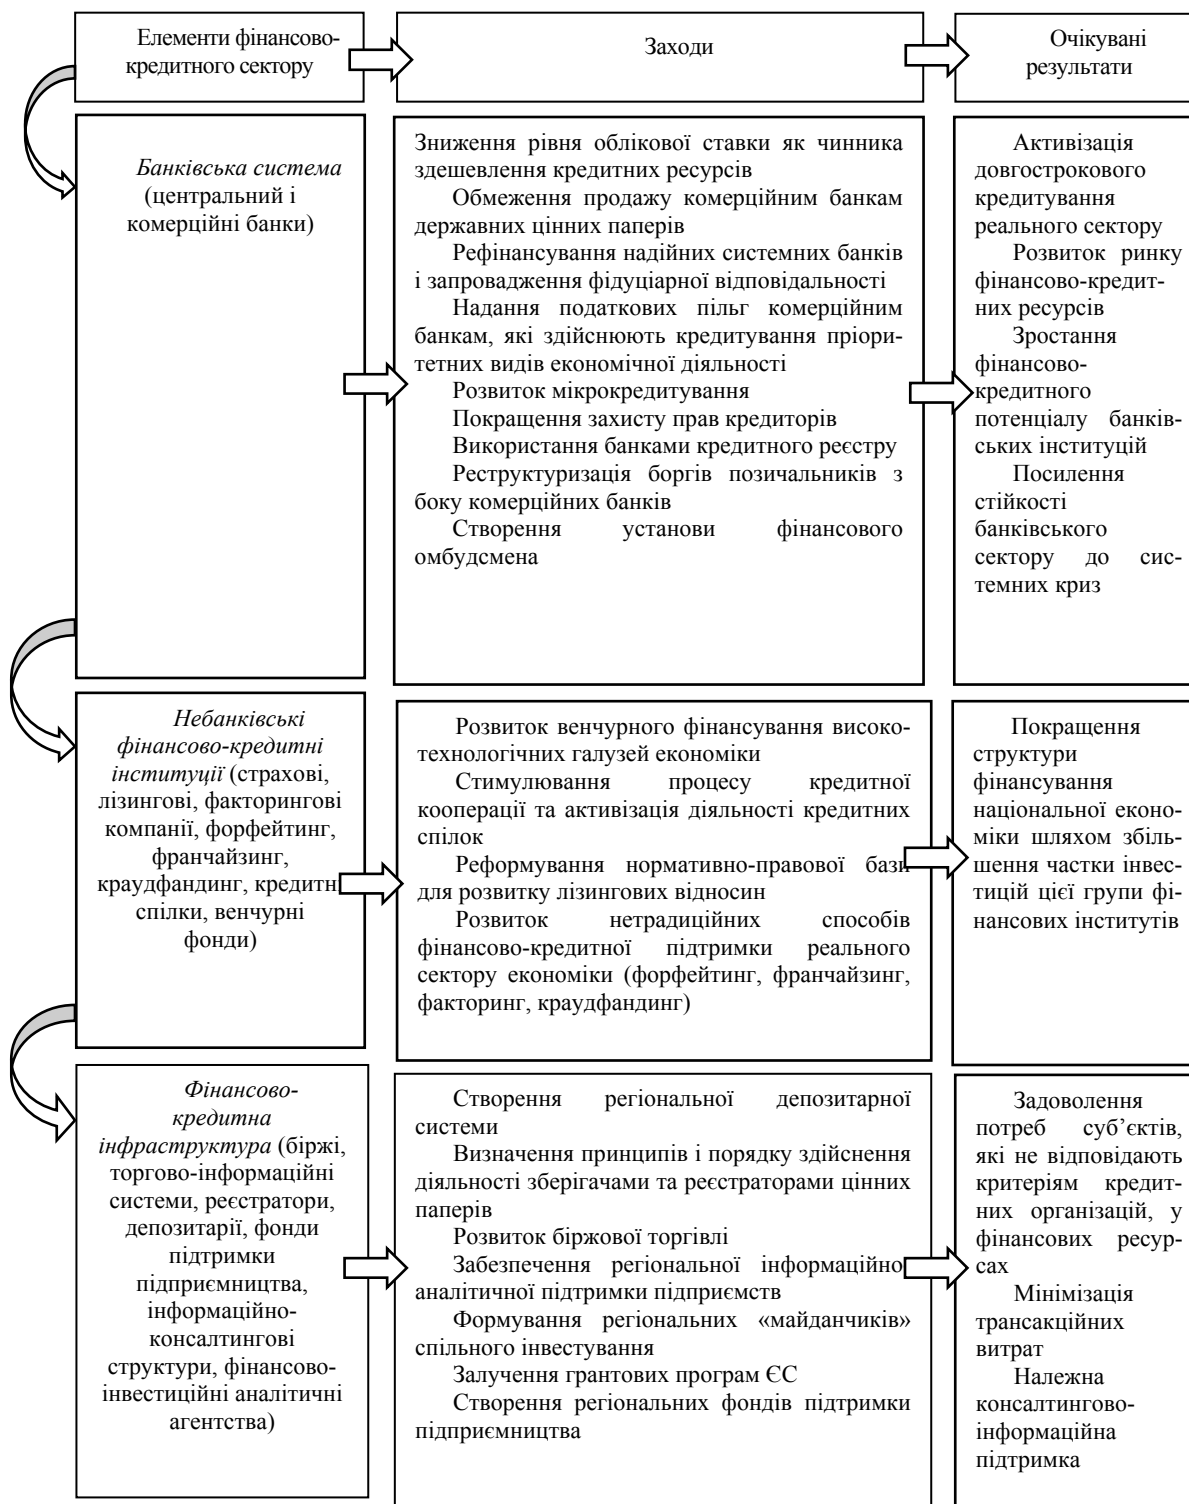 Елементи фінансово-
кредитного сектору
Заходи
Очікувані
результати
Банківська система
(центральний і
комерційні банки)
Зниження рівня облікової ставки як чинника
здешевлення кредитних ресурсів
Обмеження продажу комерційним банкам
державних цінних паперів
Рефінансування надійних системних банків
і запровадження фідуціарної відповідальності
Надання податкових пільг комерційним
банкам, які здійснюють кредитування пріори-
тетних видів економічної діяльності
Розвиток мікрокредитування
Покращення захисту прав кредиторів
Використання банками кредитного реєстру
Реструктуризація боргів позичальників з
боку комерційних банків
Створення установи фінансового
омбудсмена
Активізація
довгострокового
кредитування
реального сектору
Розвиток ринку
фінансово-кредит-
них ресурсів
Зростання
фінансово-
кредитного
потенціалу банків-
ських інституцій
Посилення
стійкості
банківського
сектору до сис-
темних криз
Небанківські
фінансово-кредитні
інституції (страхові,
лізингові, факторингові
компанії, форфейтинг,
франчайзинг,
краудфандинг, кредитні
спілки, венчурні
фонди)
Розвиток венчурного фінансування високо-
технологічних галузей економіки
Стимулювання процесу кредитної
кооперації та активізація діяльності кредитних
спілок
Реформування нормативно-правової бази
для розвитку лізингових відносин
Розвиток нетрадиційних способів
фінансово-кредитної підтримки реального
сектору економіки (форфейтинг, франчайзинг,
факторинг, краудфандинг)
Покращення
структури
фінансування
національної еконо-
міки шляхом збіль-
шення частки інвес-
тицій цієї групи фі-
нансових інститутів
Фінансово-
кредитна
інфраструктура (біржі,
торгово-інформаційні
системи, реєстратори,
депозитарії, фонди
підтримки
підприємництва,
інформаційно-
консалтингові
структури, фінансово-
інвестиційні аналітичні
агентства)
Створення регіональної депозитарної
системи
Визначення принципів і порядку здійснення
діяльності зберігачами та реєстраторами цінних
паперів
Розвиток біржової торгівлі
Забезпечення регіональної інформаційно
аналітичної підтримки підприємств
Формування регіональних «майданчиків»
спільного інвестування
Залучення грантових програм ЄС
Створення регіональних фондів підтримки
підприємництва
Задоволення
потреб суб’єктів,
які не відповідають
критеріям кредит-
них організацій, у
фінансових ресур-
сах
Мінімізація
трансакційних
витрат
Належна
консалтингово-
інформаційна
підтримка